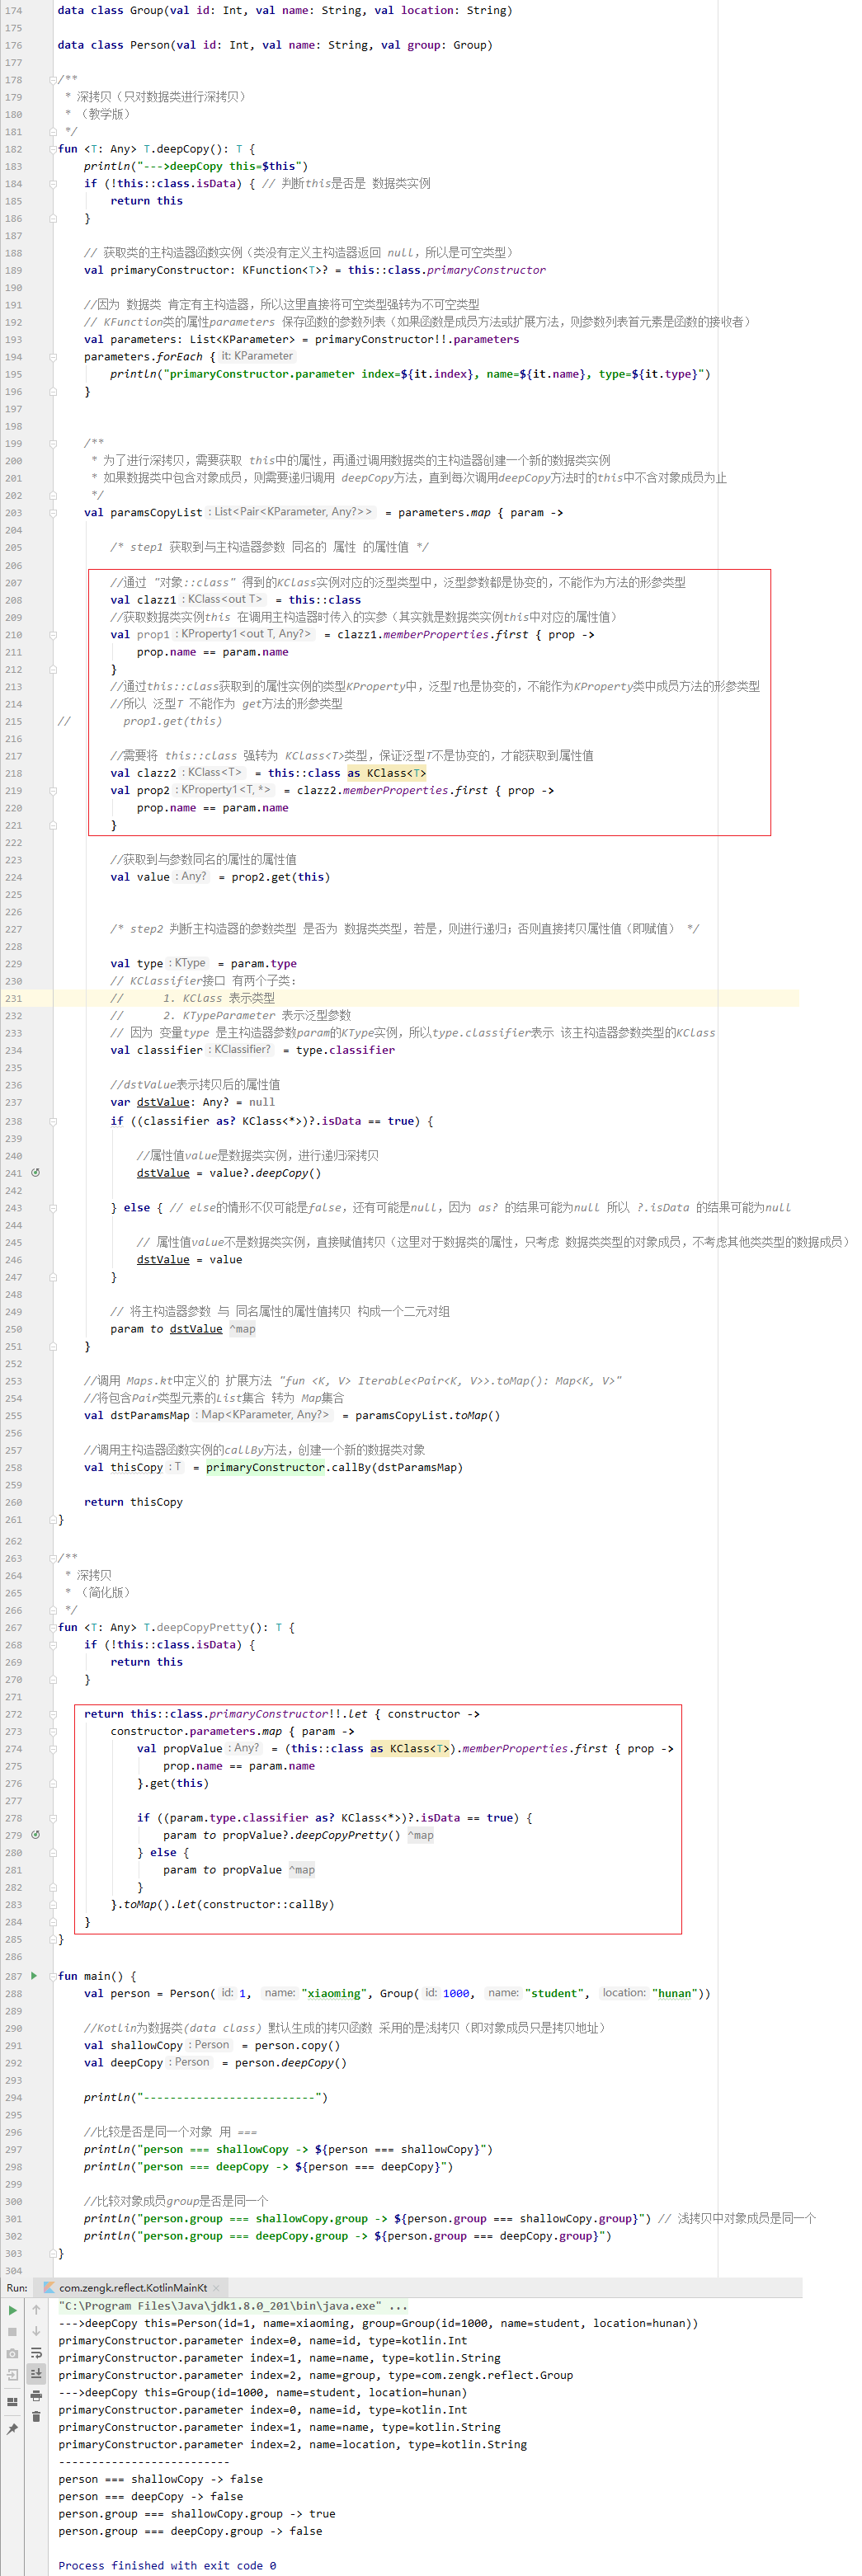 174 data class Group(val id: Int, val name: String, val location: String)
175
176 data class Person(val id: Int, val name: String, val group: Group)
177
178 /**
179  * 深拷贝（只对数据类进行深拷贝）
180  * （教学版）
181  */
182 fun <T: Any> T.deepCopy(): T {
183     println("--->deepCopy this=$this")
184     if (!this::class.isData) { // 判断this是否是 数据类实例
185         return this
186     }
187
188     // 获取类的主构造器函数实例（类没有定义主构造器返回 null，所以是可空类型）
189     val primaryConstructor: KFunction<T>? = this::class.primaryConstructor
190
191     //因为 数据类 肯定有主构造器，所以这里直接将可空类型强转为不可空类型
192     // KFunction类的属性parameters 保存函数的参数列表（如果函数是成员方法或扩展方法，则参数列表首元素是函数的接收者）
193     val parameters: List<KParameter> = primaryConstructor!!.parameters
194     parameters.forEach { it: KParameter
195         println("primaryConstructor.parameter index=${it.index}, name=${it.name}, type=${it.type}")
196     }
197
198
199     /**
200      * 为了进行深拷贝，需要获取 this中的属性，再通过调用数据类的主构造器创建一个新的数据类实例
201      * 如果数据类中包含对象成员，则需要递归调用 deepCopy方法，直到每次调用deepCopy方法时的this中不含对象成员为止
202      */
203     val paramsCopyList : List<Pair<KParameter, Any?>> = parameters.map { param ->
204
205         /* step1 获取到与主构造器参数 同名的 属性 的属性值 */
206
207         //通过 "对象::class" 得到的KClass实例对应的泛型类型中，泛型参数都是协变的，不能作为方法的形参类型
208         val clazz1 : KClass<out T> = this::class
209         //获取数据类实例this 在调用主构造器时传入的实参（其实就是数据类实例this中对应的属性值）
210         val prop1 : KProperty1<out T, Any?> = clazz1.memberProperties.first { prop ->
211             prop.name == param.name
212         }
213         //通过this::class获取到的属性实例的类型KProperty中，泛型T也是协变的，不能作为KProperty类中成员方法的形参类型
214         //所以 泛型T 不能作为 get方法的形参类型
215 //        prop1.get(this)
216
217         //需要将 this::class 强转为 KClass<T>类型，保证泛型T不是协变的，才能获取到属性值
218         val clazz2 : KClass<T> = this::class as KClass<T>
219         val prop2 : KProperty1<T, *> = clazz2.memberProperties.first { prop ->
220             prop.name == param.name
221         }
222
223         //获取到与参数同名的属性的属性值
224         val value : Any? = prop2.get(this)
225
226
227         /* step2 判断主构造器的参数类型 是否为 数据类类型，若是，则进行递归；否则直接拷贝属性值（即赋值） */
228
229         val type : KType = param.type
230         // KClassifier接口 有两个子类:
231         //      1. KClass 表示类型
232         //      2. KTypeParameter 表示泛型参数
233         // 因为 变量type 是主构造器参数param的KType实例，所以type.classifier表示 该主构造器参数类型的KClass
234         val classifier : KClassifier? = type.classifier
235
236         //dstValue表示拷贝后的属性值
237         var dstValue: Any? = null
238         if ((classifier as? KClass<*>)?.isData == true) {
239
240             //属性值value是数据类实例，进行递归深拷贝
241             dstValue = value?.deepCopy()
242
243         } else { // else的情形不仅可能是false，还有可能是null，因为 as? 的结果可能为null 所以 ?.isData 的结果可能为null
244
245             // 属性值value不是数据类实例，直接赋值拷贝（这里对于数据类的属性，只考虑 数据类类型的对象成员，不考虑其他类类型的数据成员）
246             dstValue = value
247         }
248
249         // 将主构造器参数 与 同名属性的属性值拷贝 构成一个二元对组
250         param to dstValue ^map
251     }
252
253     //调用 Maps.kt中定义的 扩展方法 "fun <K, V> Iterable<Pair<K, V>>.toMap(): Map<K, V>"
254     //将包含Pair类型元素的List集合 转为 Map集合
255     val dstParamsMap : Map<KParameter, Any?> = paramsCopyList.toMap()
256
257     //调用主构造器函数实例的callBy方法，创建一个新的数据类对象
258     val thisCopy : T = primaryConstructor.callBy(dstParamsMap)
259
260     return thisCopy
261 }
262
263 /**
264  * 深拷贝
265  * （简化版）
266  */
267 fun <T: Any> T.deepCopyPretty(): T {
268     if (!this::class.isData) {
269         return this
270     }
271
272     return this::class.primaryConstructor!!.let { constructor ->
273         constructor.parameters.map { param ->
274             val propValue : Any? = (this::class as KClass<T>).memberProperties.first { prop ->
275                 prop.name == param.name
276             }.get(this)
277
278             if ((param.type.classifier as? KClass<*>)?.isData == true) {
279                 param to propValue?.deepCopyPretty() ^map
280             } else {
281                 param to propValue ^map
282             }
283         }.toMap().let(constructor::callBy)
284     }
285 }
286
287 fun main() {
288     val person = Person( id: 1, name: "xiaoming", Group( id: 1000, name: "student", location: "hunan"))
289
290     //Kotlin为数据类(data class) 默认生成的拷贝函数 采用的是浅拷贝（即对象成员只是拷贝地址）
291     val shallowCopy : Person = person.copy()
292     val deepCopy : Person = person.deepCopy()
293
294     println("--------------------------")
295
296     //比较是否是同一个对象 用 ===
297     println("person === shallowCopy -> ${person === shallowCopy}")
298     println("person === deepCopy -> ${person === deepCopy}")
299
300     //比较对象成员group是否是同一个
301     println("person.group === shallowCopy.group -> ${person.group === shallowCopy.group}") // 浅拷贝中对象成员是同一个
302     println("person.group === deepCopy.group -> ${person.group === deepCopy.group}")
303 }
304
Run: com.zengk.reflect.KotlinMainKt ×
"C:\Program Files\Java\jdk1.8.0_201\bin\java.exe" ...
--->deepCopy this=Person(id=1, name=xiaoming, group=Group(id=1000, name=student, location=hunan))
primaryConstructor.parameter index=0, name=id, type=kotlin.Int
primaryConstructor.parameter index=1, name=name, type=kotlin.String
primaryConstructor.parameter index=2, name=group, type=com.zengk.reflect.Group
--->deepCopy this=Group(id=1000, name=student, location=hunan)
primaryConstructor.parameter index=0, name=id, type=kotlin.Int
primaryConstructor.parameter index=1, name=name, type=kotlin.String
primaryConstructor.parameter index=2, name=location, type=kotlin.String
--------------------------
person === shallowCopy -> false
person === deepCopy -> false
person.group === shallowCopy.group -> true
person.group === deepCopy.group -> false

Process finished with exit code 0